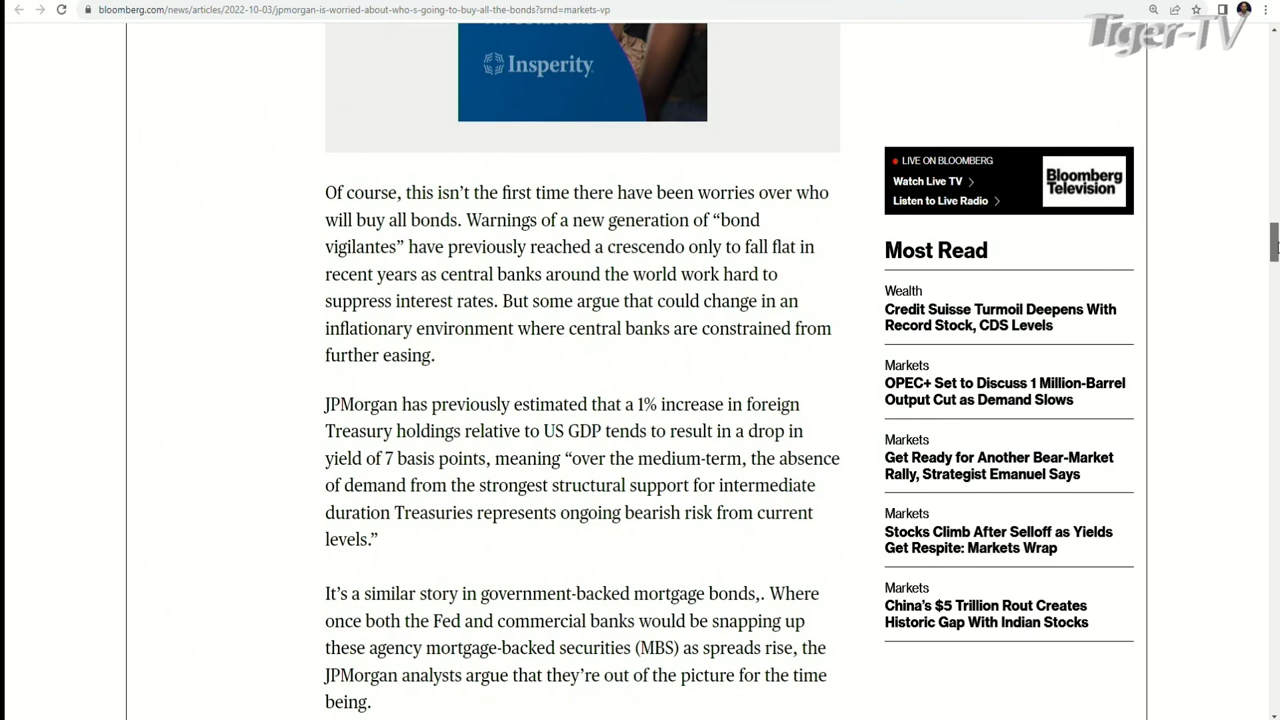 bloomberg.com/news/articles/2022-10-03/jpmorgan-is-worried-about-who-s-going-to-buy-all-the-bonds?srnd=markets-vp
Tiger-TV
Insperity
Of course, this isn’t the first time there have been worries over who
will buy all bonds. Warnings of a new generation of “bond
vigilantes” have previously reached a crescendo only to fall flat in
recent years as central banks around the world work hard to
suppress interest rates. But some argue that could change in an
inflationary environment where central banks are constrained from
further easing.
JPMorgan has previously estimated that a 1% increase in foreign
Treasury holdings relative to US GDP tends to result in a drop in
yield of 7 basis points, meaning “over the medium-term, the absence
of demand from the strongest structural support for intermediate
duration Treasuries represents ongoing bearish risk from current
levels.”
It’s a similar story in government-backed mortgage bonds,. Where
once both the Fed and commercial banks would be snapping up
these agency mortgage-backed securities (MBS) as spreads rise, the
JPMorgan analysts argue that they’re out of the picture for the time
being.
LIVE ON BLOOMBERG
Watch Live TV
Listen to Live Radio
Bloomberg
Television
Most Read
Wealth
Credit Suisse Turmoil Deepens With
Record Stock, CDS Levels
Markets
OPEC+ Set to Discuss 1 Million-Barrel
Output Cut as Demand Slows
Markets
Get Ready for Another Bear-Market
Rally, Strategist Emanuel Says
Markets
Stocks Climb After Selloff as Yields
Get Respite: Markets Wrap
Markets
China’s $5 Trillion Rout Creates
Historic Gap With Indian Stocks